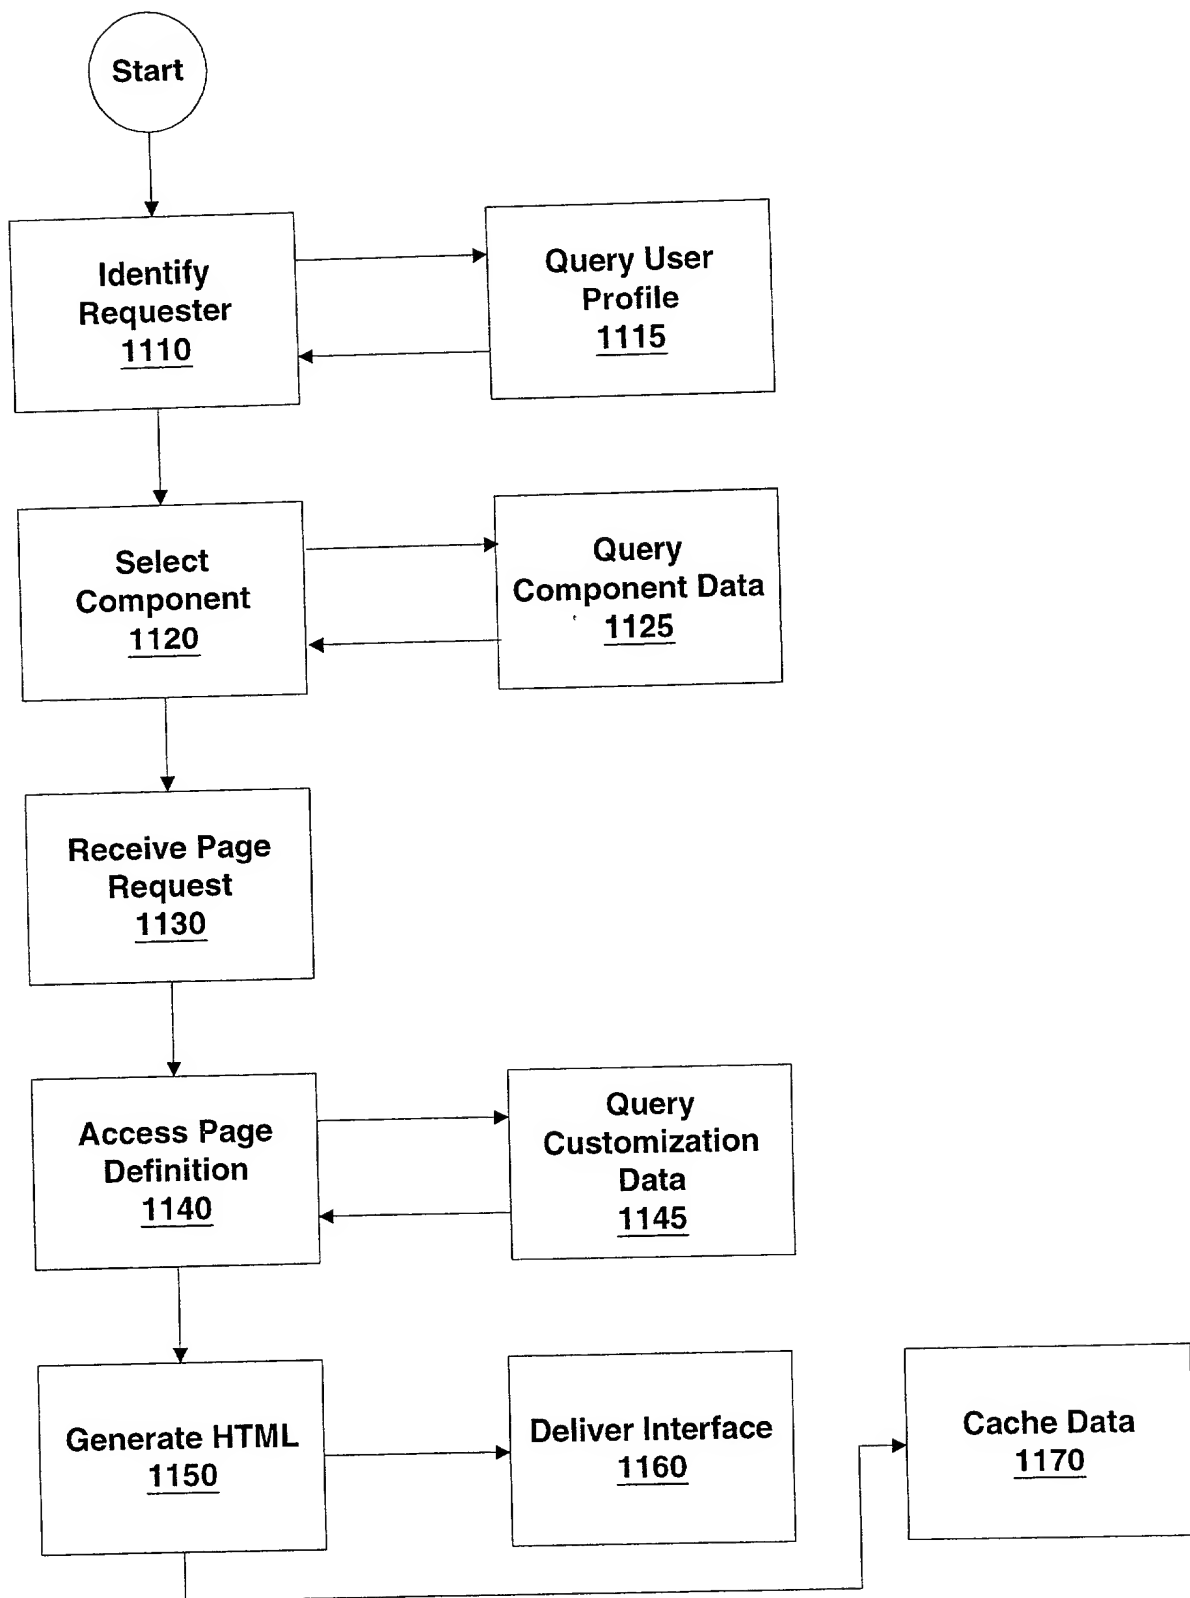 Start
Identify
Requester
1110
Query User
Profile
1115
Select
Component
1120
Query
Component Data
1125
Receive Page
Request
1130
Access Page
Definition
1140
Query
Customization
Data
1145
Generate HTML
1150
Deliver Interface
1160
Cache Data
1170